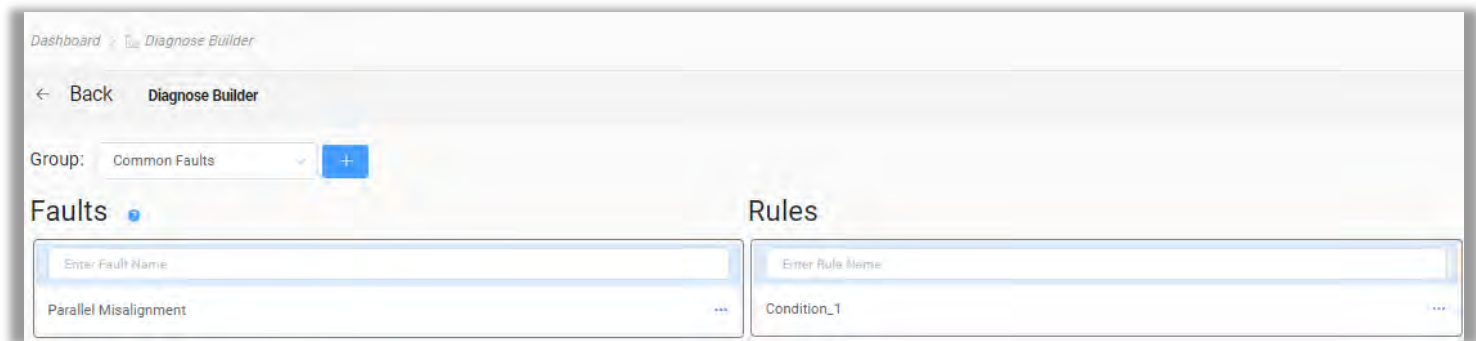 Dashboard > Diagnose Builder
← Back Diagnose Builder
Group: Common Faults +
Faults ?
Rules
Enter Fault Name
Enter Rule Name
Parallel Misalignment ...
Condition_1 ...